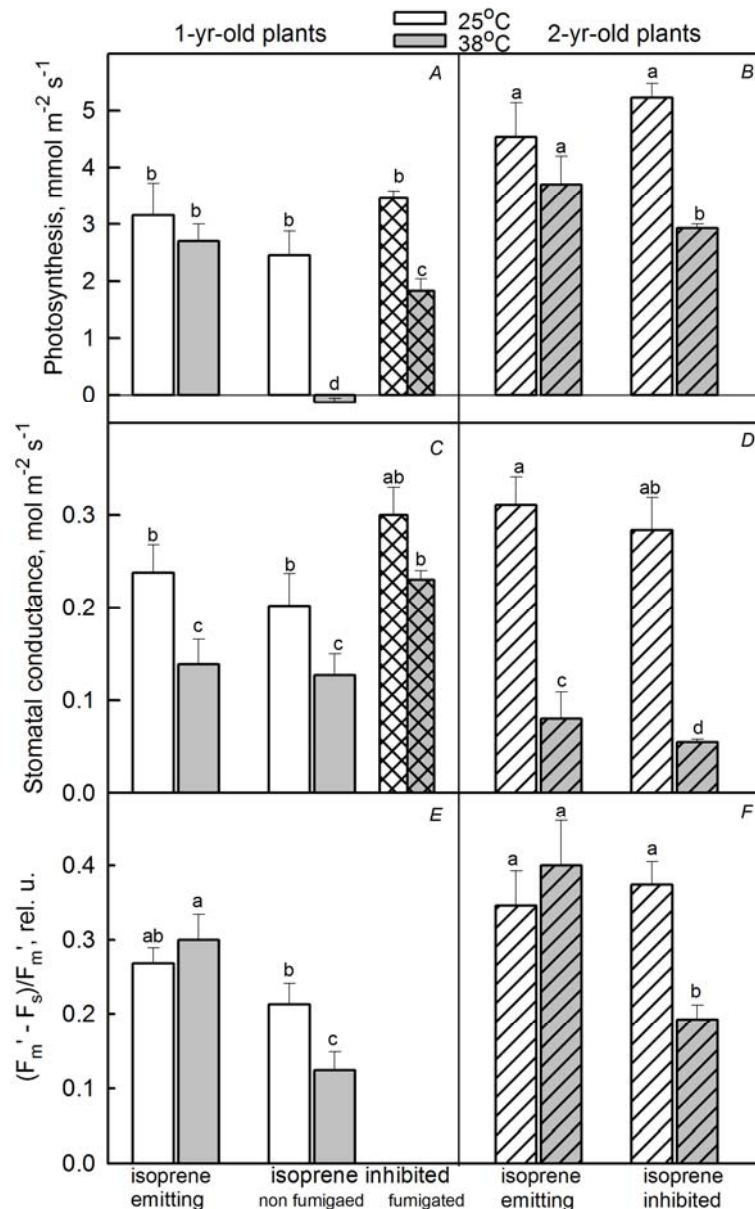 25°C
1-yr-old plants 38°C 2-yr-old plants
A
B
Photosynthesis, mmol m⁻² s⁻¹
5
4
3
2
1
0
b
b
b
d
b
c
a
a
a
b
C
D
Stomatal conductance, mol m⁻² s⁻¹
0.3
0.2
0.1
0.0
b
c
b
c
ab
b
a
c
ab
d
E
F
(Fₘ' - Fₛ)/Fₘ', rel. u.
0.4
0.3
0.2
0.1
0.0
ab
a
b
c
a
a
a
b
isoprene isoprene inhibited isoprene isoprene
emitting non fumigaed fumigated emitting inhibited